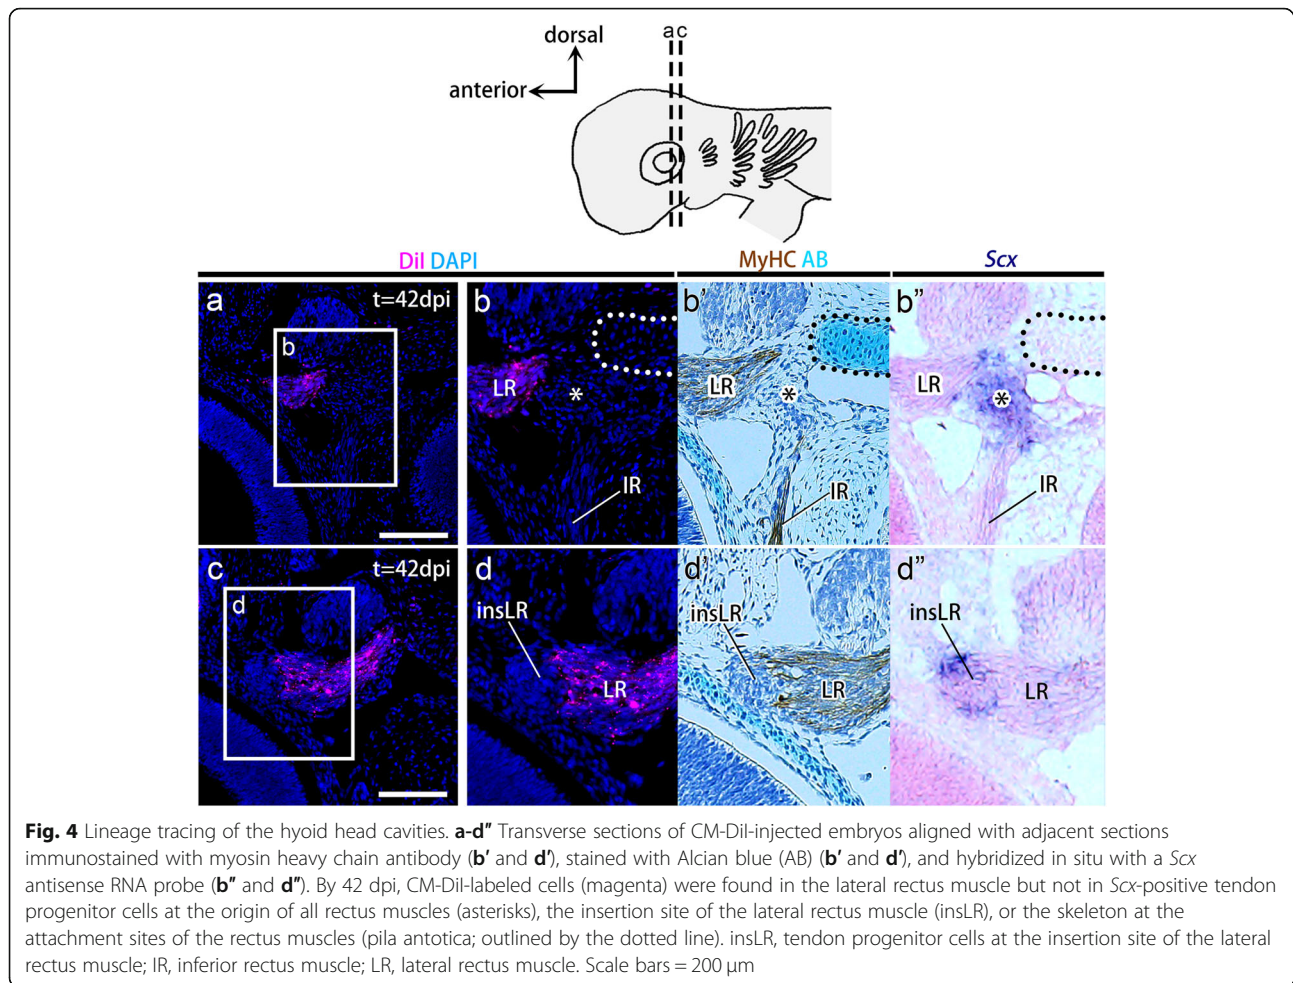 a c
dorsal
anterior
DiI DAPI
MyHC AB
Scx
a
t=42dpi
b
b
LR
*
IR
b'
LR
*
IR
b"
LR
*
IR
c
t=42dpi
d
d
insLR
LR
d'
insLR
LR
d"
insLR
LR
Fig. 4 Lineage tracing of the hyoid head cavities. a-d" Transverse sections of CM-DiI-injected embryos aligned with adjacent sections
immunostained with myosin heavy chain antibody (b' and d'), stained with Alcian blue (AB) (b' and d'), and hybridized in situ with a Scx
antisense RNA probe (b" and d"). By 42 dpi, CM-DiI-labeled cells (magenta) were found in the lateral rectus muscle but not in Scx-positive tendon
progenitor cells at the origin of all rectus muscles (asterisks), the insertion site of the lateral rectus muscle (insLR), or the skeleton at the
attachment sites of the rectus muscles (pila antotica; outlined by the dotted line). insLR, tendon progenitor cells at the insertion site of the lateral
rectus muscle; IR, inferior rectus muscle; LR, lateral rectus muscle. Scale bars = 200 μm